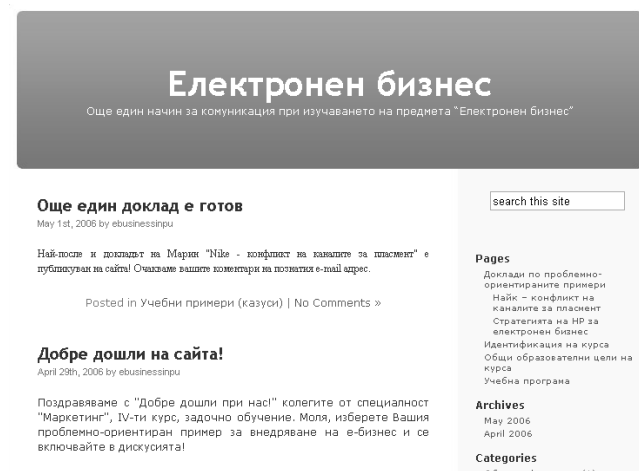 Електронен бизнес
Още един начин за комуникация при изучаването на предмета "Електронен бизнес"
Още един доклад е готов
May 1st, 2006 by ebusinessinpu
Най-после и докладът на Марин "Nike - конфликт на каналите за пласмент" е
публикуван на сайта! Очакваме вашите коментари на познатия e-mail адрес.
Posted in Учебни примери (казуси) | No Comments »
Добре дошли на сайта!
April 29th, 2006 by ebusinessinpu
Поздравяваме с "Добре дошли при нас!" колегите от специалност
"Маркетинг", IV-ти курс, задочно обучение. Моля, изберете Вашия
проблемно-ориентиран пример за внедряване на е-бизнес и се
включвайте в дискусията!
search this site
Pages
Доклади по проблемно-
ориентираните примери
Найк – конфликт на
каналите за пласмент
Стратегията на HP за
електронен бизнес
Идентификация на курса
Общи образователни цели на
курса
Учебна програма
Archives
May 2006
April 2006
Categories